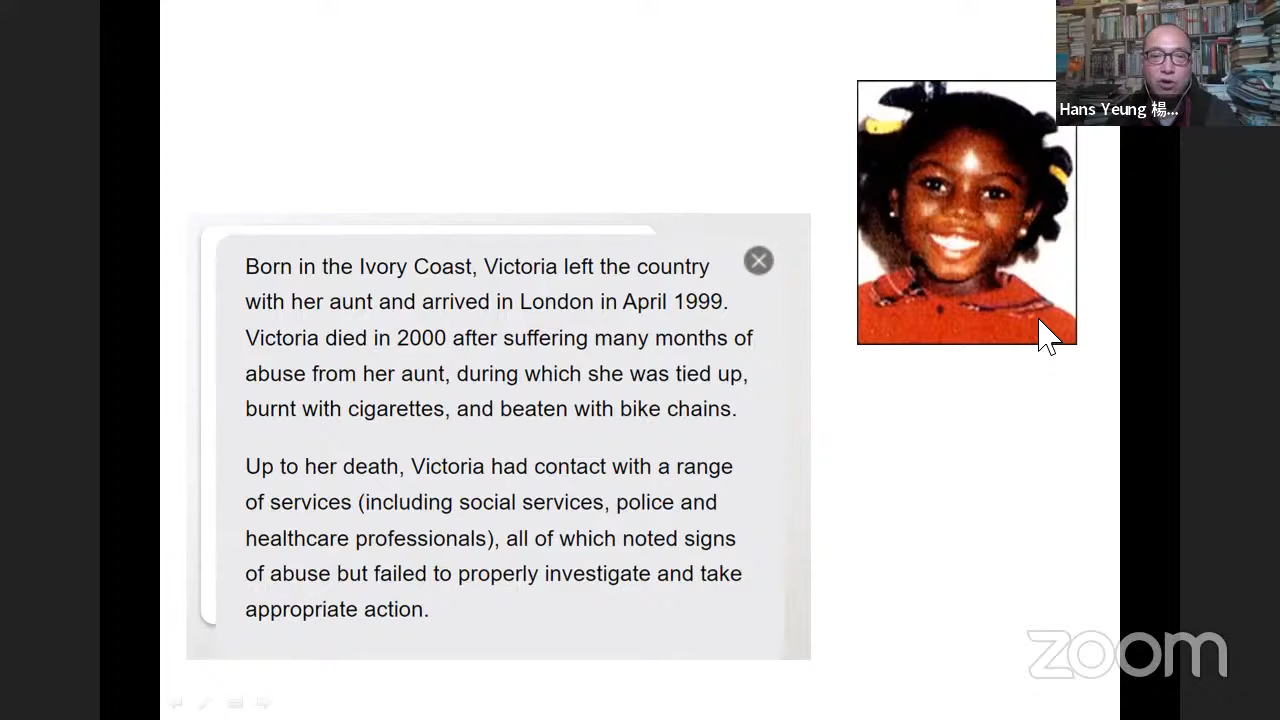 Hans Yeung 楊...
Born in the Ivory Coast, Victoria left the country
with her aunt and arrived in London in April 1999.
Victoria died in 2000 after suffering many months of
abuse from her aunt, during which she was tied up,
burnt with cigarettes, and beaten with bike chains.
Up to her death, Victoria had contact with a range
of services (including social services, police and
healthcare professionals), all of which noted signs
of abuse but failed to properly investigate and take
appropriate action.
zoom